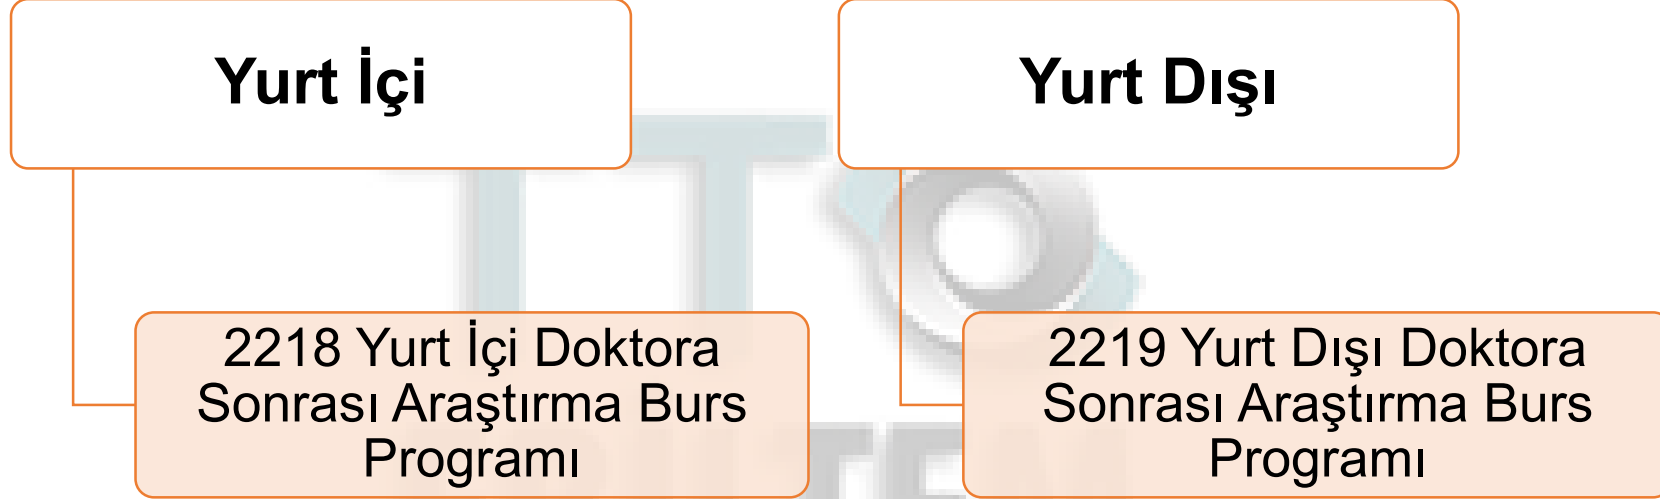 Yurt İçi
Yurt Dışı
2218 Yurt İçi Doktora
Sonrası Araştırma Burs
Programı
2219 Yurt Dışı Doktora
Sonrası Araştırma Burs
Programı